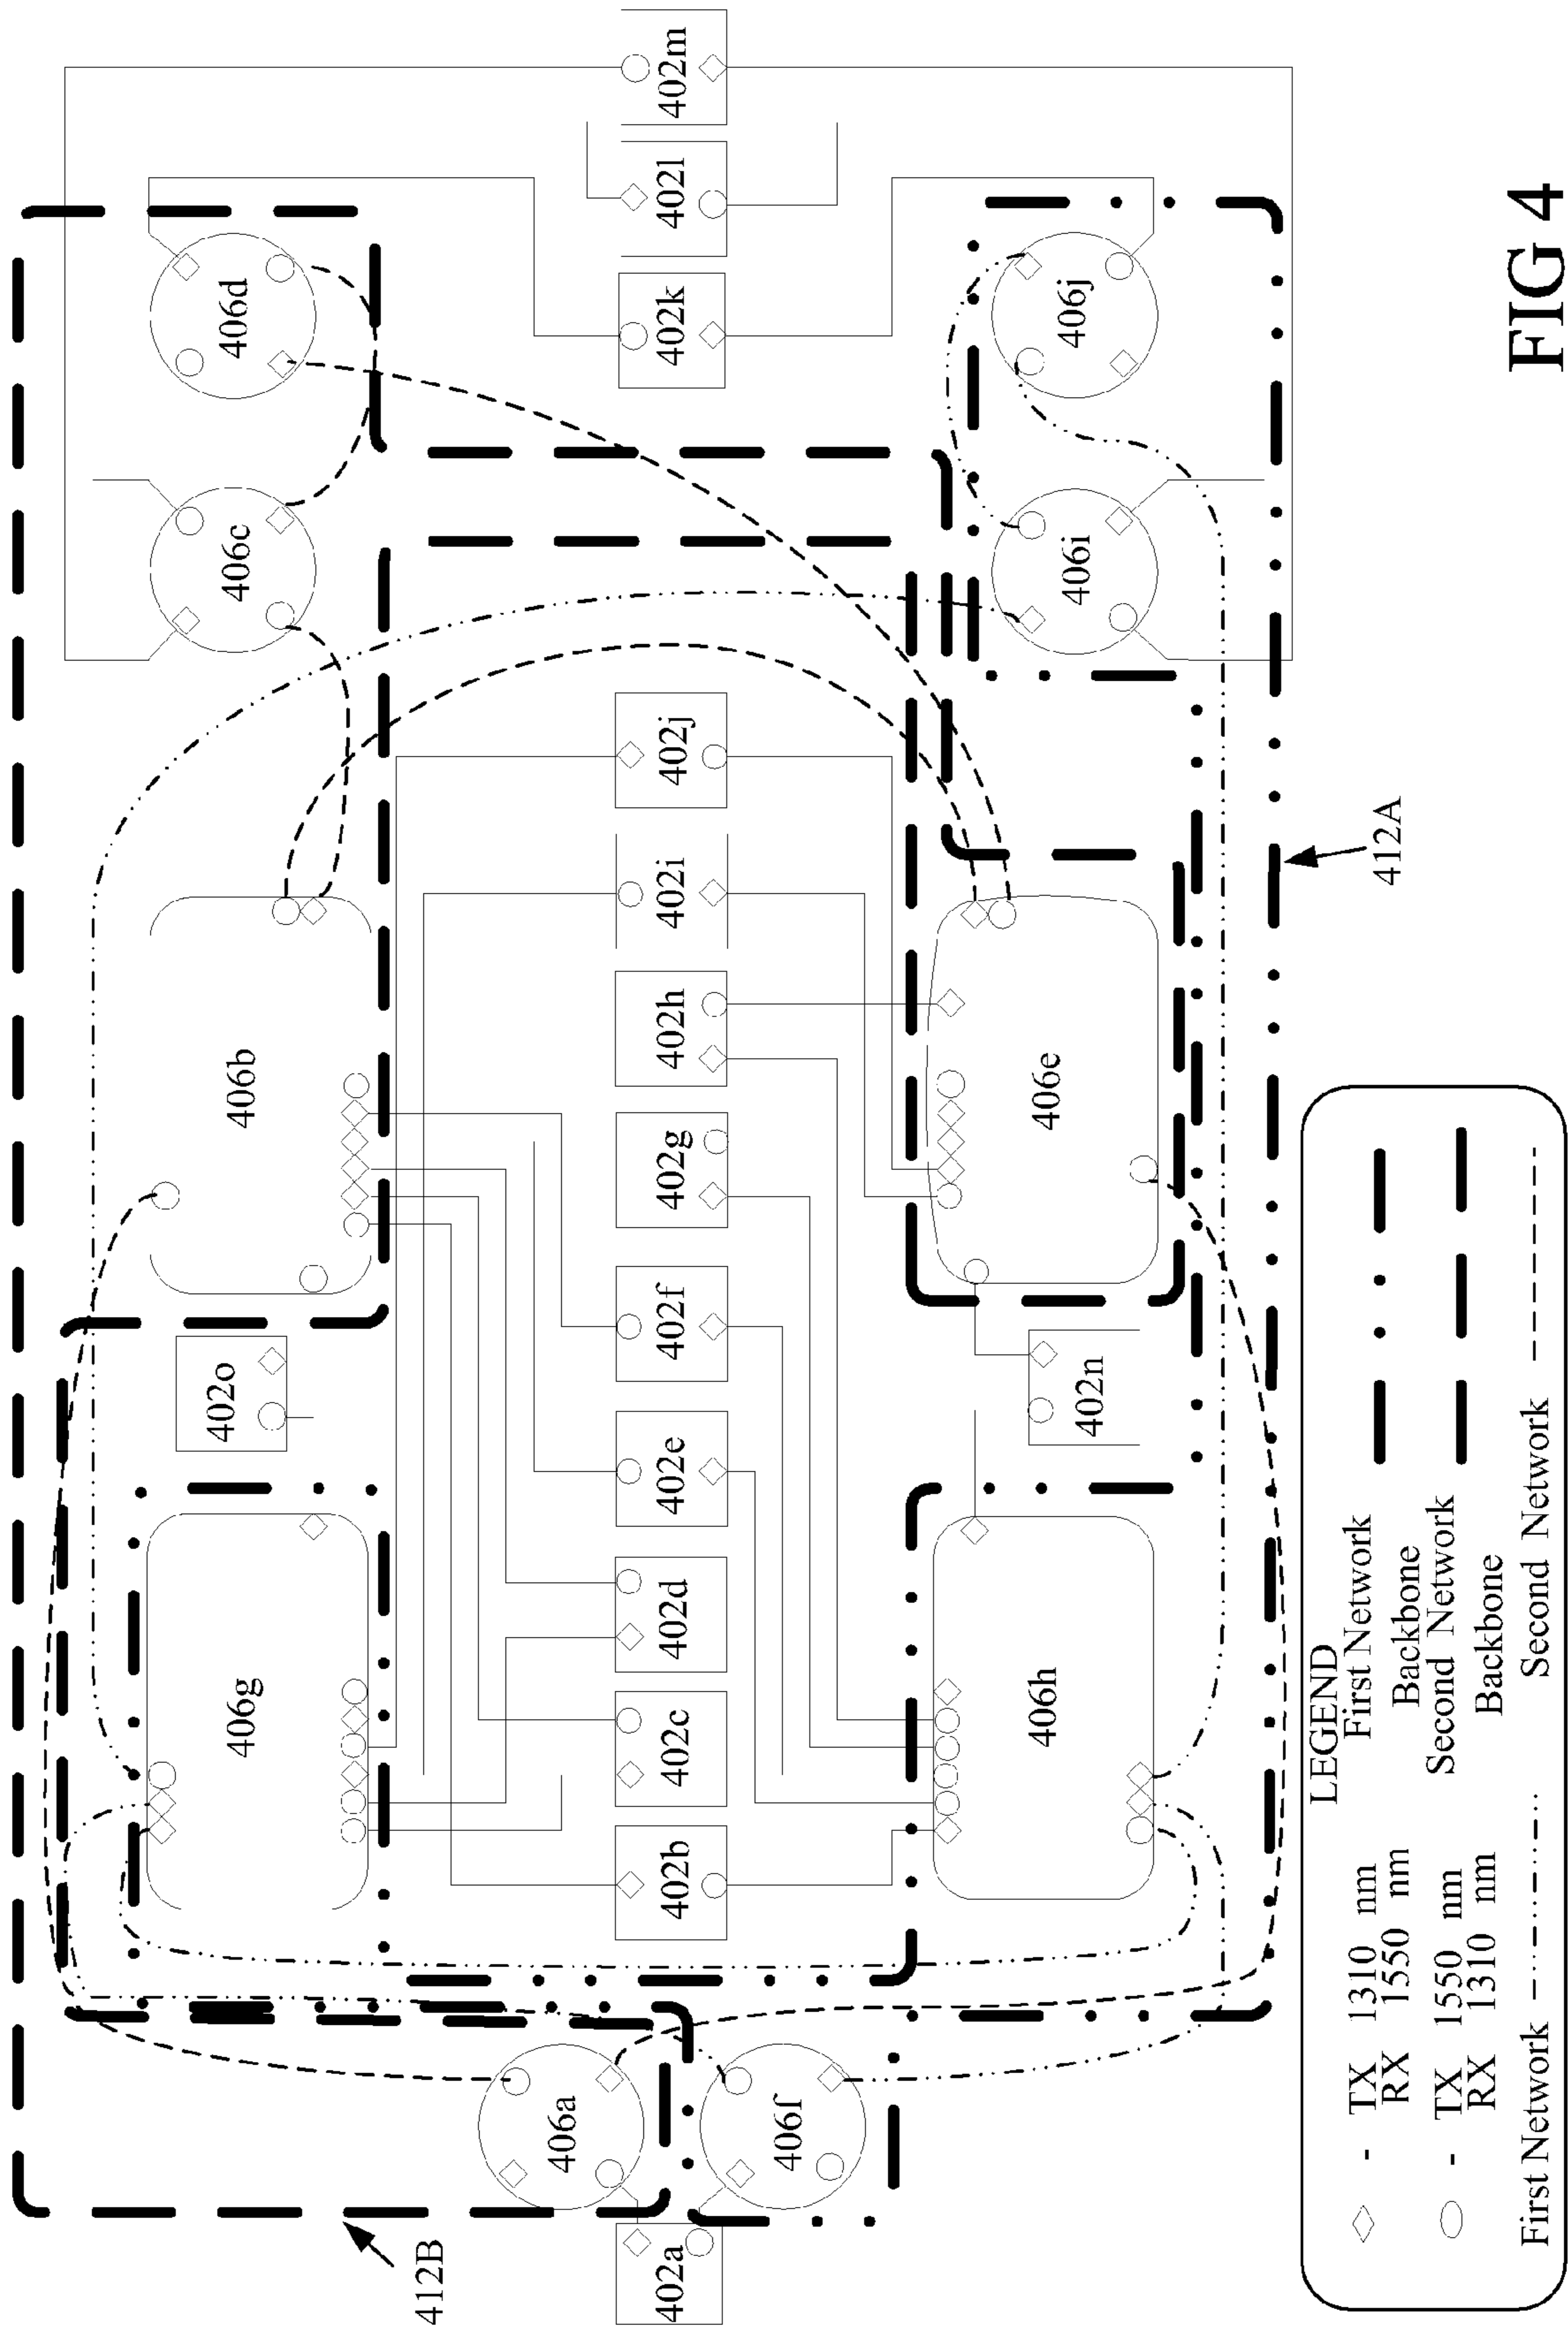 406g
402o
406b
406c
406d
412B
406a
402a
402b
402c
402d
402e
402f
402g
402h
402i
402j
402k
402l
402m
406f
406h
402n
406e
406i
406j
412A
LEGEND
- TX 1310 nm
RX 1550 nm
- TX 1550 nm
RX 1310 nm
First Network
Backbone
Second Network
Backbone
First Network
Second Network
FIG 4